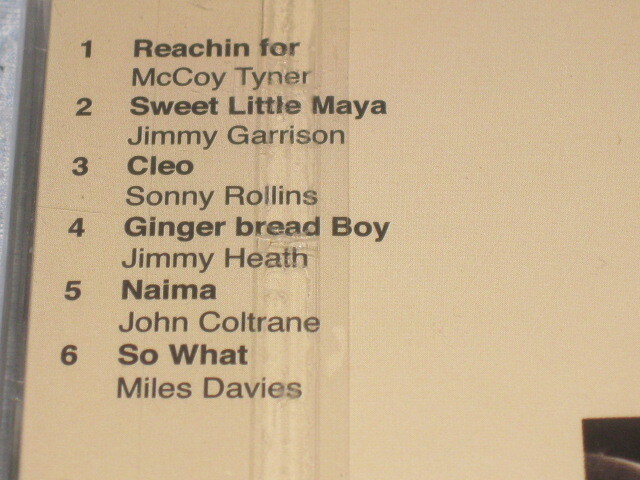 1 Reachin for
McCoy Tyner
2 Sweet Little Maya
Jimmy Garrison
3 Cleo
Sonny Rollins
4 Ginger bread Boy
Jimmy Heath
5 Naima
John Coltrane
6 So What
Miles Davies